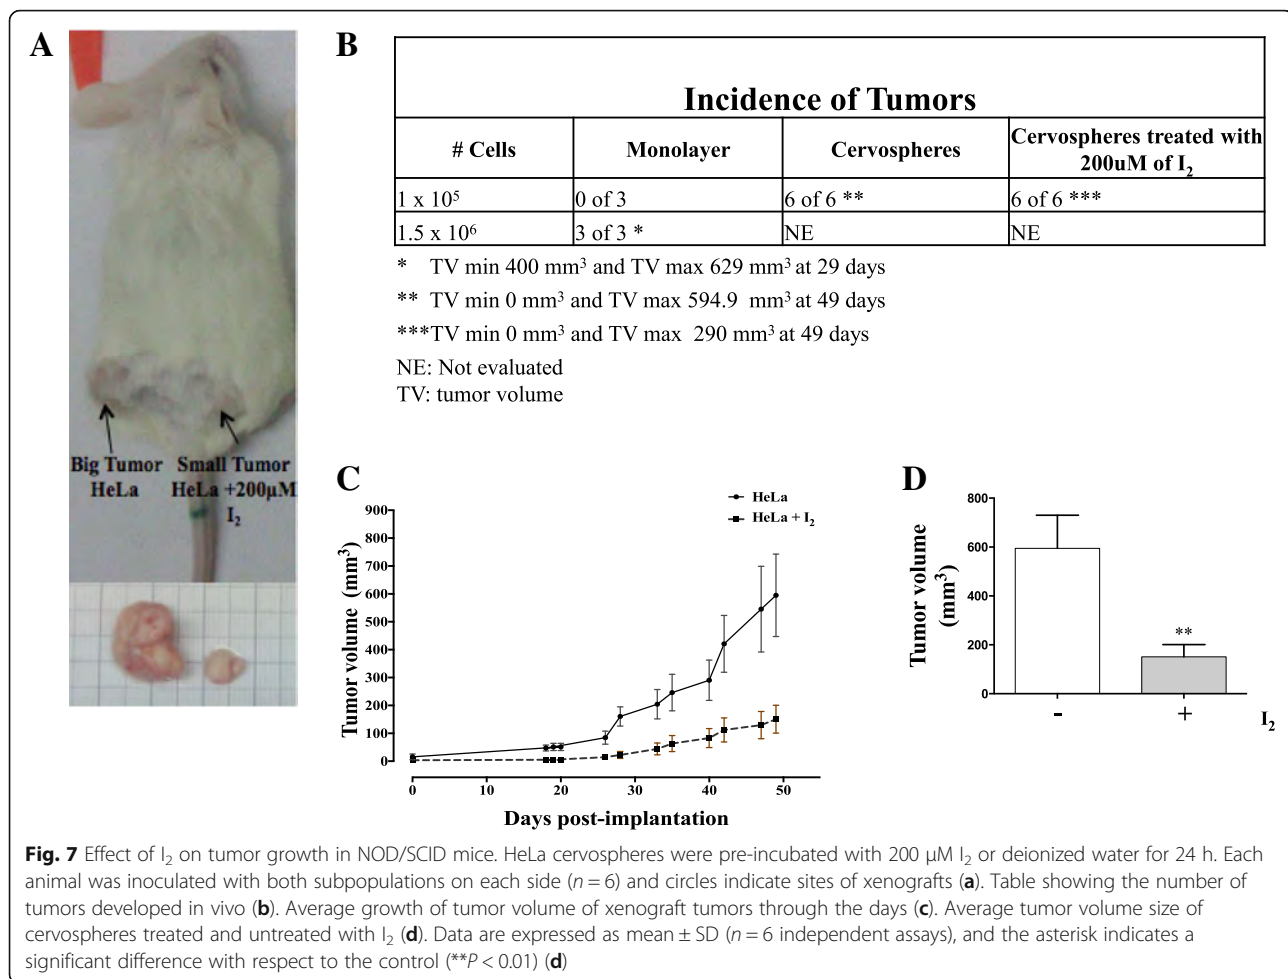 A
Big Tumor HeLa
Small Tumor HeLa +200µM I₂
B
Incidence of Tumors
# Cells Monolayer Cervospheres Cervospheres treated with 200uM of I₂
1 x 10⁵ 0 of 3 6 of 6 ** 6 of 6 ***
1.5 x 10⁶ 3 of 3 * NE NE
* TV min 400 mm³ and TV max 629 mm³ at 29 days
** TV min 0 mm³ and TV max 594.9 mm³ at 49 days
***TV min 0 mm³ and TV max 290 mm³ at 49 days
NE: Not evaluated
TV: tumor volume
C
HeLa
HeLa + I₂
Tumor volume (mm³)
900
800
700
600
500
400
300
200
100
0
0 10 20 30 40 50
Days post-implantation
D
Tumor volume (mm³)
800
600
400
200
0
**
- + I₂
Fig. 7 Effect of I₂ on tumor growth in NOD/SCID mice. HeLa cervospheres were pre-incubated with 200 μM I₂ or deionized water for 24 h. Each
animal was inoculated with both subpopulations on each side (n = 6) and circles indicate sites of xenografts (a). Table showing the number of
tumors developed in vivo (b). Average growth of tumor volume of xenograft tumors through the days (c). Average tumor volume size of
cervospheres treated and untreated with I₂ (d). Data are expressed as mean ± SD (n = 6 independent assays), and the asterisk indicates a
significant difference with respect to the control (**P < 0.01) (d)